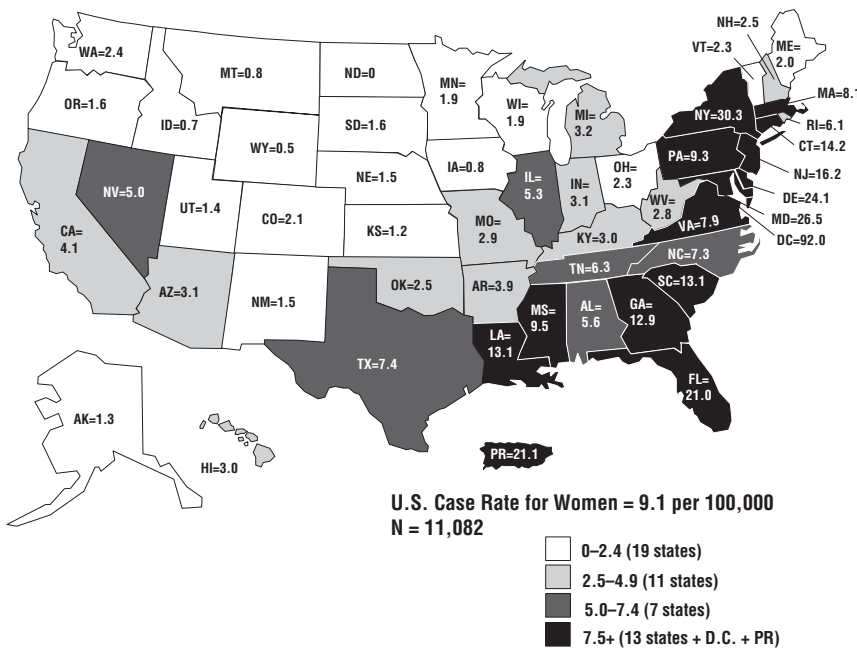 NH=2.5
VT=2.3
ME=
2.0
WA=2.4
MT=0.8
ND=0
MN=
1.9
MA=8.1
OR=1.6
ID=0.7
SD=1.6
WI=
1.9
MI=
3.2
NY=30.3
RI=6.1
CT=14.2
WY=0.5
IA=0.8
PA=9.3
NJ=16.2
NV=5.0
NE=1.5
IL=
5.3
IN=
3.1
OH=
2.3
DE=24.1
UT=1.4
CO=2.1
WV=
2.8
MD=26.5
CA=
4.1
KS=1.2
MO=
2.9
KY=3.0
VA=7.9
DC=92.0
AZ=3.1
NM=1.5
OK=2.5
AR=3.9
TN=6.3
NC=7.3
SC=13.1
TX=7.4
LA=
13.1
MS=
9.5
AL=
5.6
GA=
12.9
FL=
21.0
AK=1.3
HI=3.0
PR=21.1
U.S. Case Rate for Women = 9.1 per 100,000
N = 11,082
0–2.4 (19 states)
2.5–4.9 (11 states)
5.0–7.4 (7 states)
7.5+ (13 states + D.C. + PR)